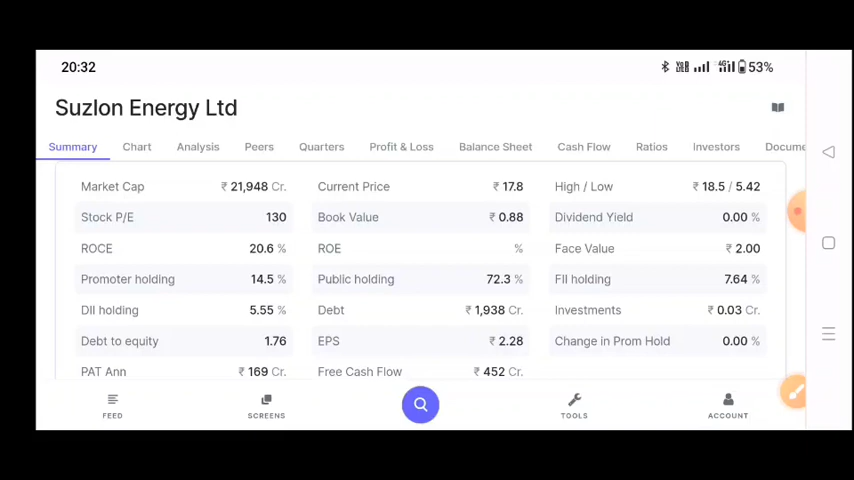 20:32 VoB LTE 4G 53%
Suzlon Energy Ltd
Summary Chart Analysis Peers Quarters Profit & Loss Balance Sheet Cash Flow Ratios Investors Docume
Market Cap ₹ 21,948 Cr. Current Price ₹ 17.8 High / Low ₹ 18.5 / 5.42
Stock P/E 130 Book Value ₹ 0.88 Dividend Yield 0.00 %
ROCE 20.6 % ROE % Face Value ₹ 2.00
Promoter holding 14.5 % Public holding 72.3 % FII holding 7.64 %
DII holding 5.55 % Debt ₹ 1,938 Cr. Investments ₹ 0.03 Cr.
Debt to equity 1.76 EPS ₹ 2.28 Change in Prom Hold 0.00 %
PAT Ann ₹ 169 Cr. Free Cash Flow ₹ 452 Cr.
FEED SCREENS TOOLS ACCOUNT